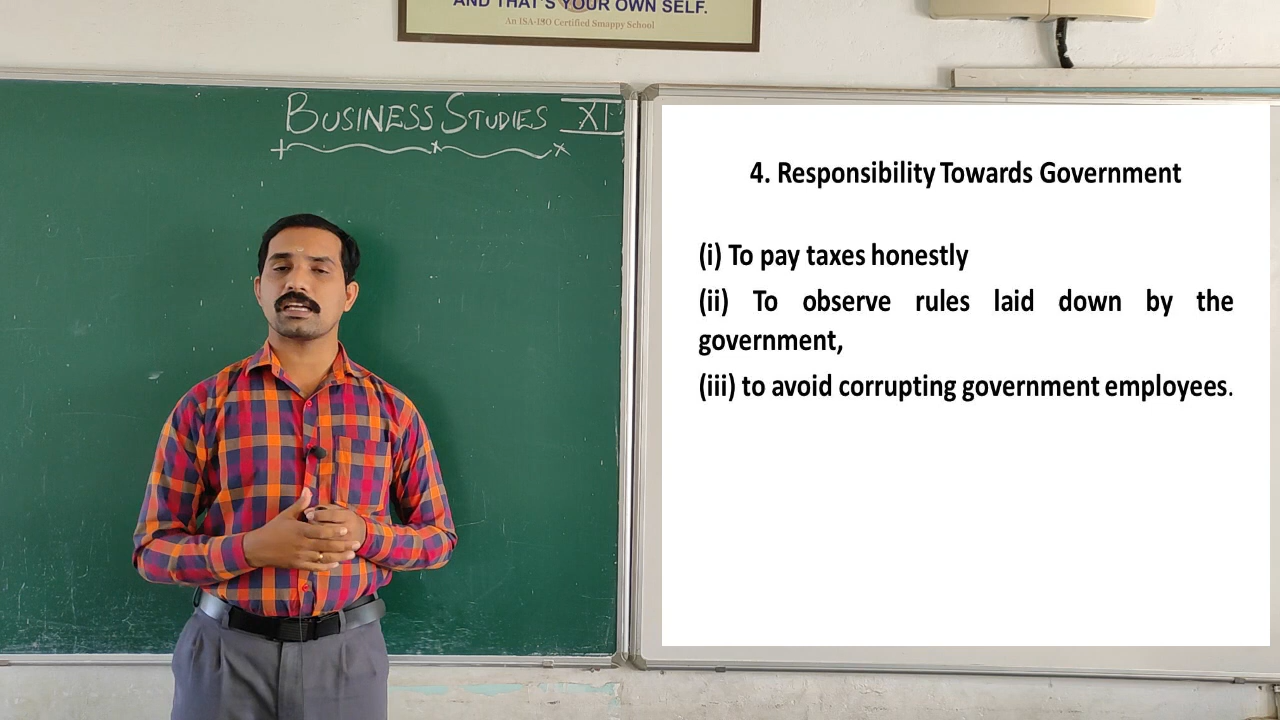 AND THAT'S YOUR OWN SELF.
An ISA-ISO Certified Smappy School
BUSINESS STUDIES XI
4. Responsibility Towards Government
(i) To pay taxes honestly
(ii) To observe rules laid down by the
government,
(iii) to avoid corrupting government employees.